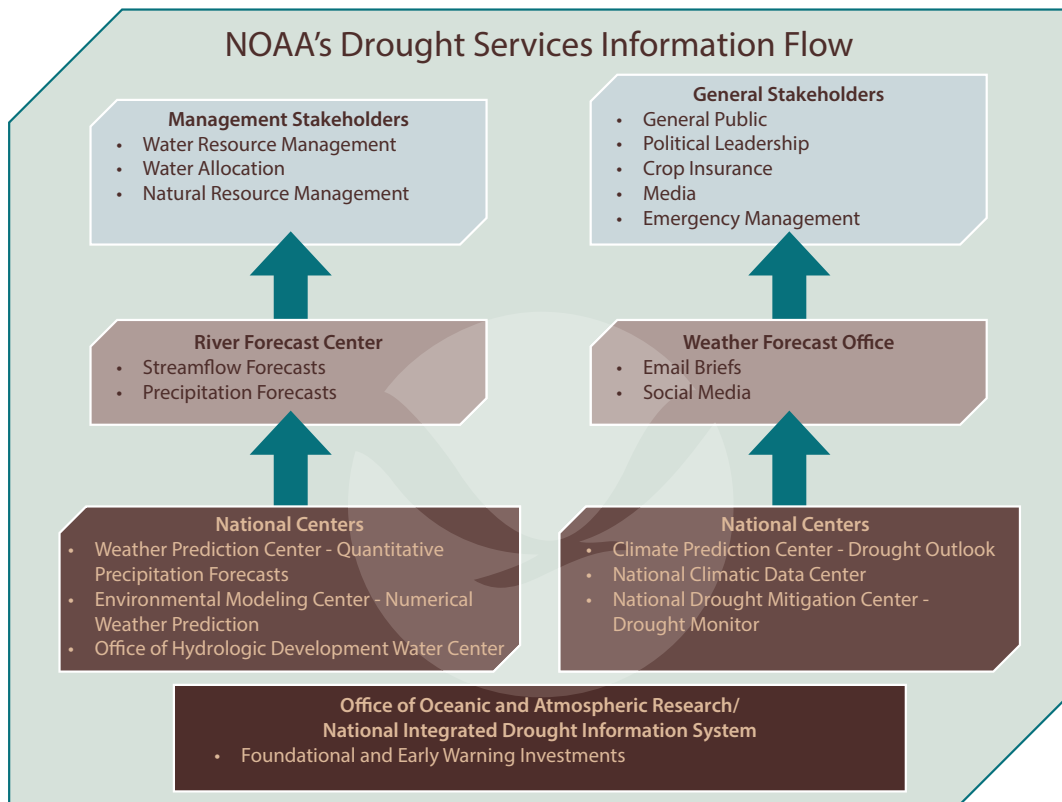 NOAA's Drought Services Information Flow
Management Stakeholders
• Water Resource Management
• Water Allocation
• Natural Resource Management
General Stakeholders
• General Public
• Political Leadership
• Crop Insurance
• Media
• Emergency Management
River Forecast Center
• Streamflow Forecasts
• Precipitation Forecasts
Weather Forecast Office
• Email Briefs
• Social Media
National Centers
• Weather Prediction Center - Quantitative
Precipitation Forecasts
• Environmental Modeling Center - Numerical
Weather Prediction
• Office of Hydrologic Development Water Center
National Centers
• Climate Prediction Center - Drought Outlook
• National Climatic Data Center
• National Drought Mitigation Center -
Drought Monitor
Office of Oceanic and Atmospheric Research/
National Integrated Drought Information System
• Foundational and Early Warning Investments